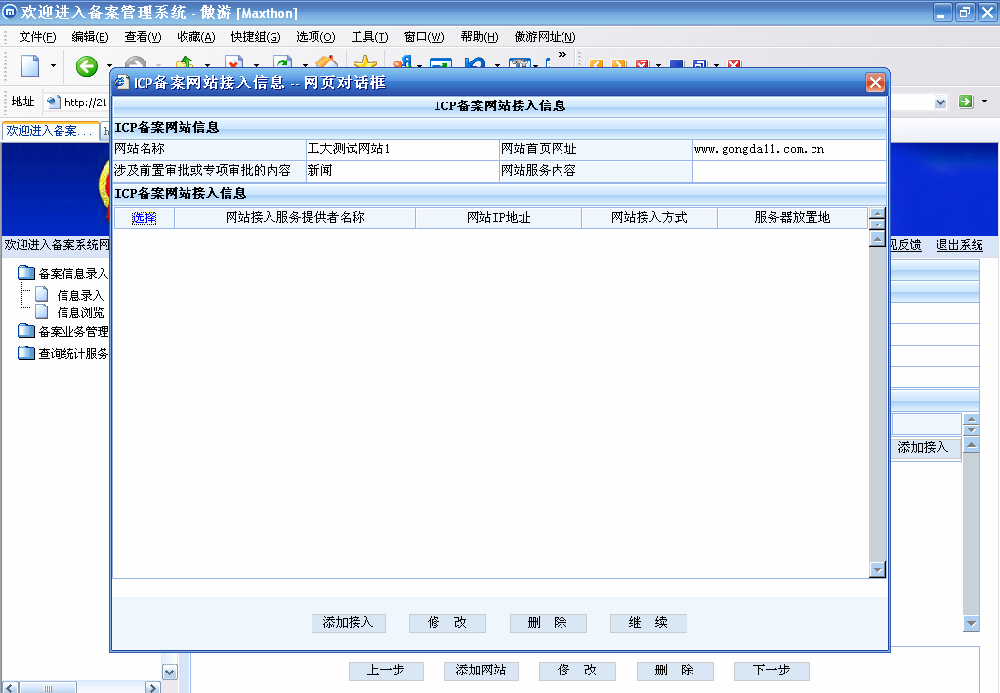 欢迎进入备案管理系统 - 傲游 [Maxthon]
文件(F) 编辑(E) 查看(V) 收藏(A) 快捷组(G) 选项(O) 工具(T) 窗口(W) 帮助(H) 傲游网址(N)
地址 http://21
欢迎进入备案...
ICP备案网站接入信息 -- 网页对话框
ICP备案网站接入信息
ICP备案网站信息
网站名称 工大测试网站1 网站首页网址 www.gongda11.com.cn
涉及前置审批或专项审批的内容 新闻 网站服务内容
ICP备案网站接入信息
选择 网站接入服务提供者名称 网站IP地址 网站接入方式 服务器放置地
欢迎进入备案系统网 见反馈 退出系统
备案信息录入
信息录入
信息浏览
备案业务管理
查询统计服务
添加接入
添加接入 修 改 删 除 继 续
上一步 添加网站 修 改 删 除 下一步